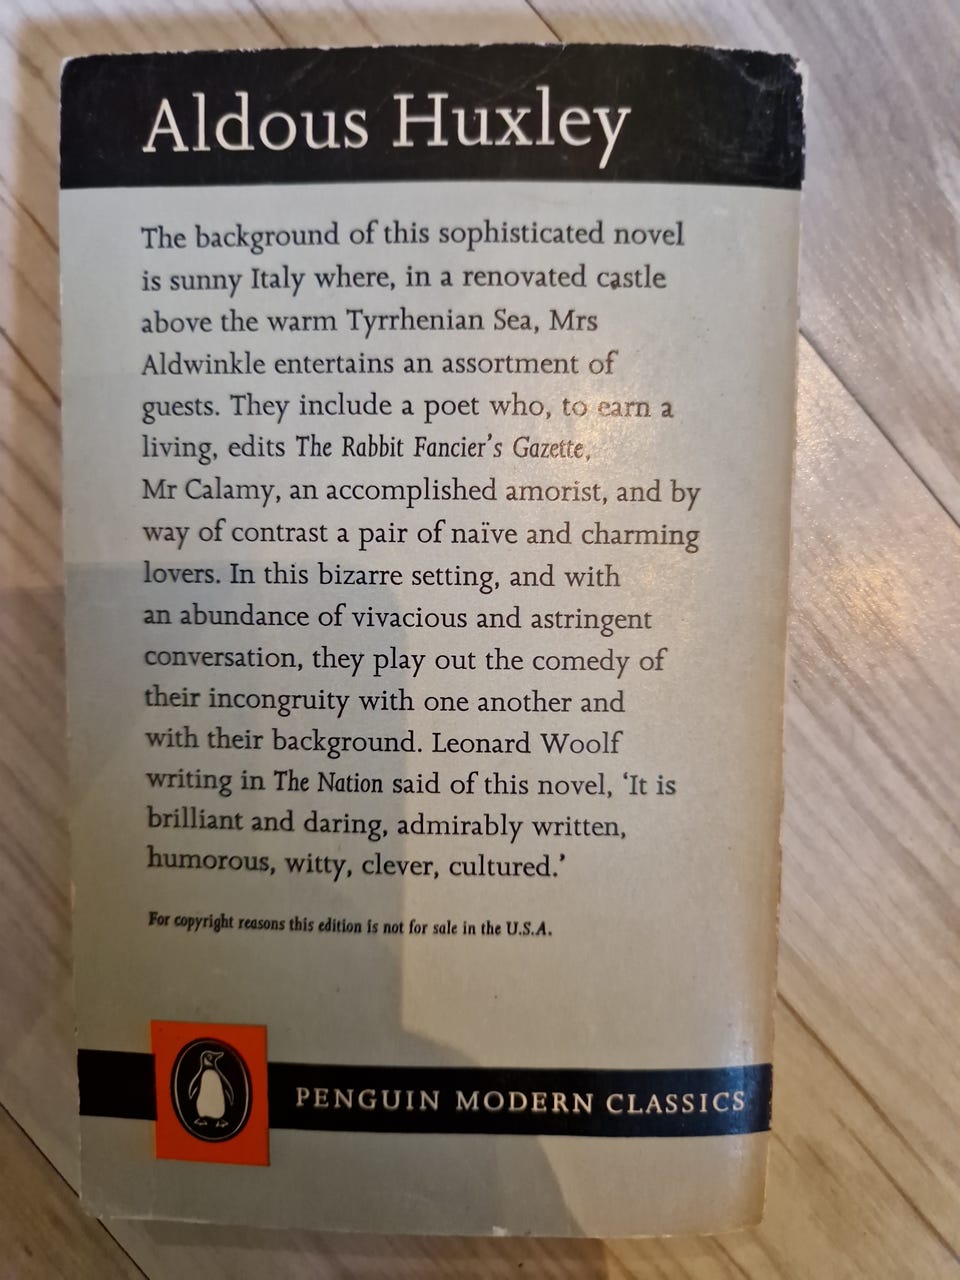 Aldous Huxley
The background of this sophisticated novel
is sunny Italy where, in a renovated castle
above the warm Tyrrhenian Sea, Mrs
Aldwinkle entertains an assortment of
guests. They include a poet who, to earn a
living, edits The Rabbit Fancier's Gazette,
Mr Calamy, an accomplished amorist, and by
way of contrast a pair of naïve and charming
lovers. In this bizarre setting, and with
an abundance of vivacious and astringent
conversation, they play out the comedy of
their incongruity with one another and
with their background. Leonard Woolf
writing in The Nation said of this novel, ‘It is
brilliant and daring, admirably written,
humorous, witty, clever, cultured.’
For copyright reasons this edition is not for sale in the U.S.A.
PENGUIN MODERN CLASSICS